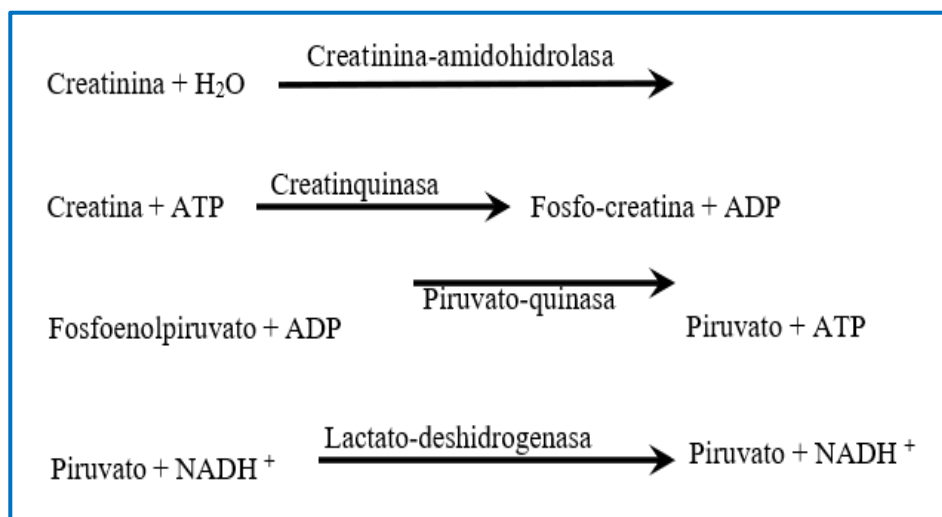 Creatinina-amidohidrolasa
Creatinina + H₂O
Creatinquinasa
Creatina + ATP
Fosfo-creatina + ADP
Piruvato-quinasa
Fosfoenolpiruvato + ADP
Piruvato + ATP
Lactato-deshidrogenasa
Piruvato + NADH ⁺
Piruvato + NADH ⁺